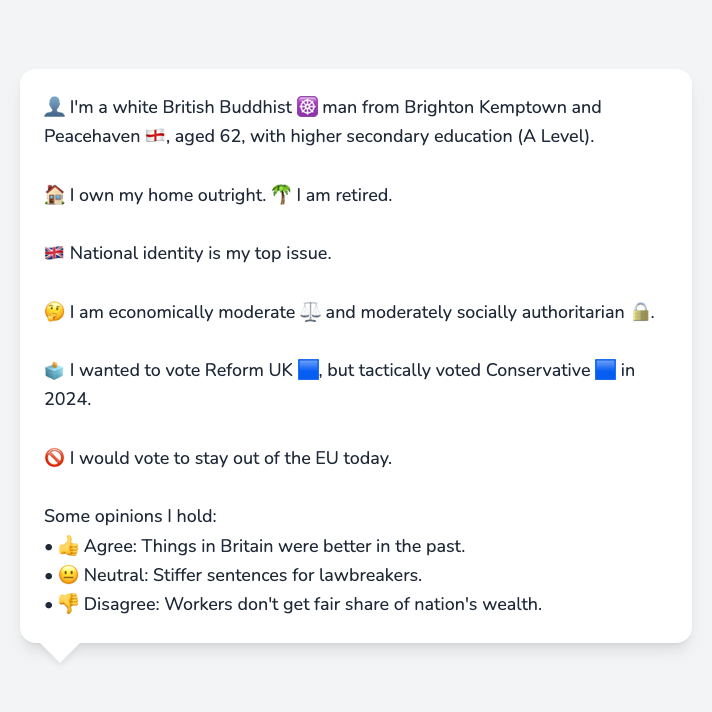 👤 I'm a white British Buddhist ☸️ man from Brighton Kemptown and
Peacehaven 🏴󠁧󠁢󠁥󠁮󠁧󠁿, aged 62, with higher secondary education (A Level).
🏠 I own my home outright. 🌴 I am retired.
🇬🇧 National identity is my top issue.
🤔 I am economically moderate ⚖️ and moderately socially authoritarian 🔒.
🗳️ I wanted to vote Reform UK 🟦, but tactically voted Conservative 🟦 in
2024.
🚫 I would vote to stay out of the EU today.
Some opinions I hold:
• 👍 Agree: Things in Britain were better in the past.
• 😐 Neutral: Stiffer sentences for lawbreakers.
• 👎 Disagree: Workers don't get fair share of nation's wealth.